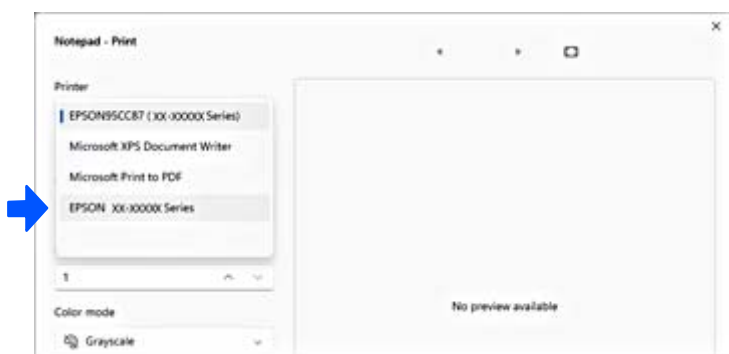 Notepad - Print
Printer
EPSON95CC87 ( XX-XXXXX Series)
Microsoft XPS Document Writer
Microsoft Print to PDF
EPSON XX-XXXXX Series
1
Color mode
Grayscale
No preview available